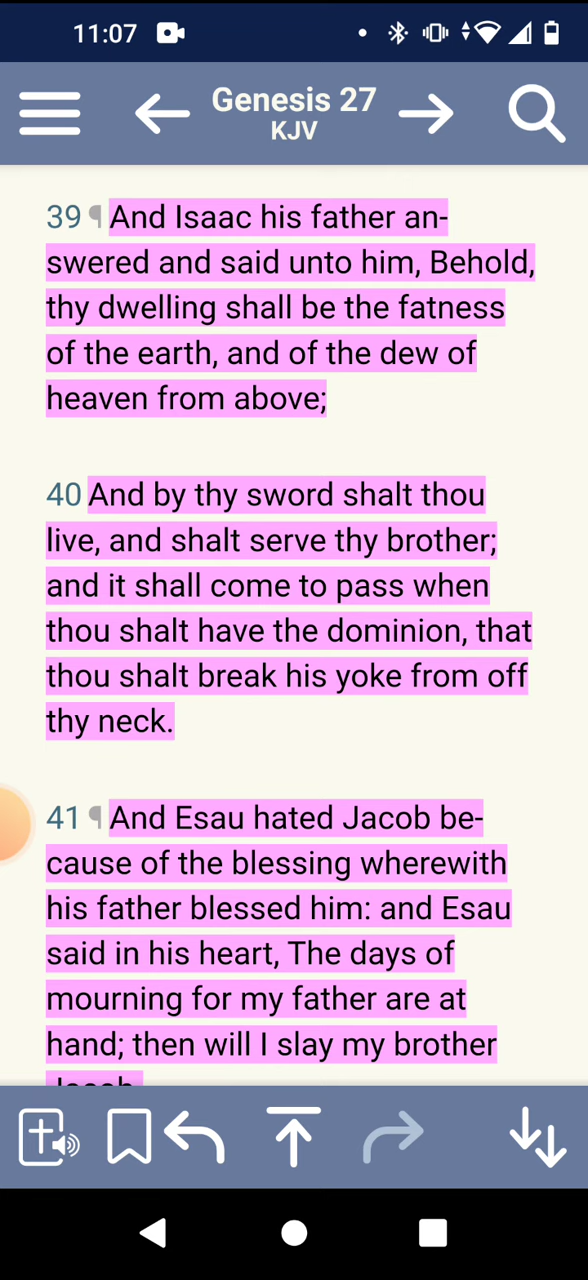 11:07
Genesis 27
KJV
39 ¶ And Isaac his father an-
swered and said unto him, Behold,
thy dwelling shall be the fatness
of the earth, and of the dew of
heaven from above;
40 And by thy sword shalt thou
live, and shalt serve thy brother;
and it shall come to pass when
thou shalt have the dominion, that
thou shalt break his yoke from off
thy neck.
41 ¶ And Esau hated Jacob be-
cause of the blessing wherewith
his father blessed him: and Esau
said in his heart, The days of
mourning for my father are at
hand; then will I slay my brother
Jacob.